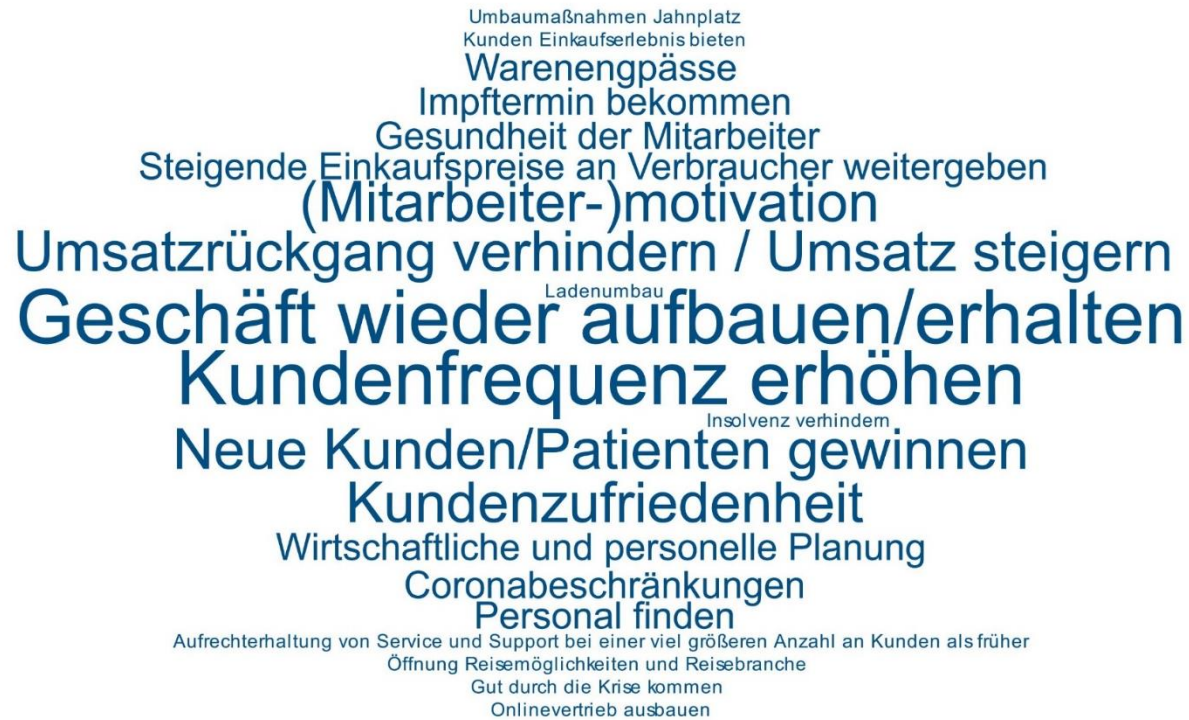 Umbaumaßnahmen Jahnplatz
Kunden Einkaufserlebnis bieten
Warenengpässe
Impftermin bekommen
Gesundheit der Mitarbeiter
Steigende Einkaufspreise an Verbraucher weitergeben
(Mitarbeiter-)motivation
Umsatzrückgang verhindern / Umsatz steigern
Ladenumbau
Geschäft wieder aufbauen/erhalten
Kundenfrequenz erhöhen
Insolvenz verhindern
Neue Kunden/Patienten gewinnen
Kundenzufriedenheit
Wirtschaftliche und personelle Planung
Coronabeschränkungen
Personal finden
Aufrechterhaltung von Service und Support bei einer viel größeren Anzahl an Kunden als früher
Öffnung Reisemöglichkeiten und Reisebranche
Gut durch die Krise kommen
Onlinevertrieb ausbauen